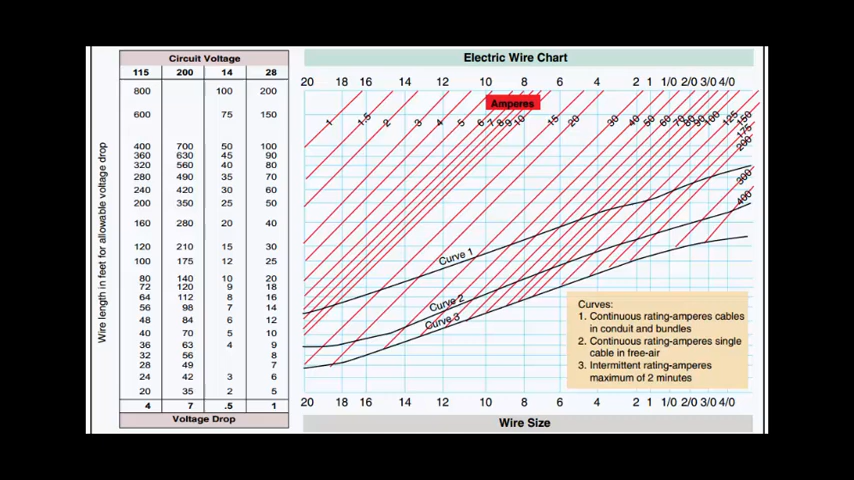 Circuit Voltage
115 200 14 28
800 100 200
600 75 150
400 700 50 100
360 630 45 90
320 560 40 80
280 490 35 70
240 420 30 60
200 350 25 50
160 280 20 40
120 210 15 30
100 175 12 25
80 140 10 20
72 120 9 18
64 112 8 16
56 98 7 14
48 84 6 12
40 70 5 10
36 63 4 9
32 56 8
28 49 7
24 42 3 6
20 35 2 5
4 7 .5 1
Voltage Drop
Wire length in feet for allowable voltage drop
Electric Wire Chart
20 18 16 14 12 10 8 6 4 2 1 1/0 2/0 3/0 4/0
Amperes
1 1.5 2 3 4 5 6 7 8 9 10 15 20 30 40 50 60 70 80 90 100 125 150
175
200
300
400
Curve 1
Curve 2
Curve 3
Curves:
1. Continuous rating-amperes cables
in conduit and bundles
2. Continuous rating-amperes single
cable in free-air
3. Intermittent rating-amperes
maximum of 2 minutes
20 18 16 14 12 10 8 6 4 2 1 1/0 2/0 3/0 4/0
Wire Size